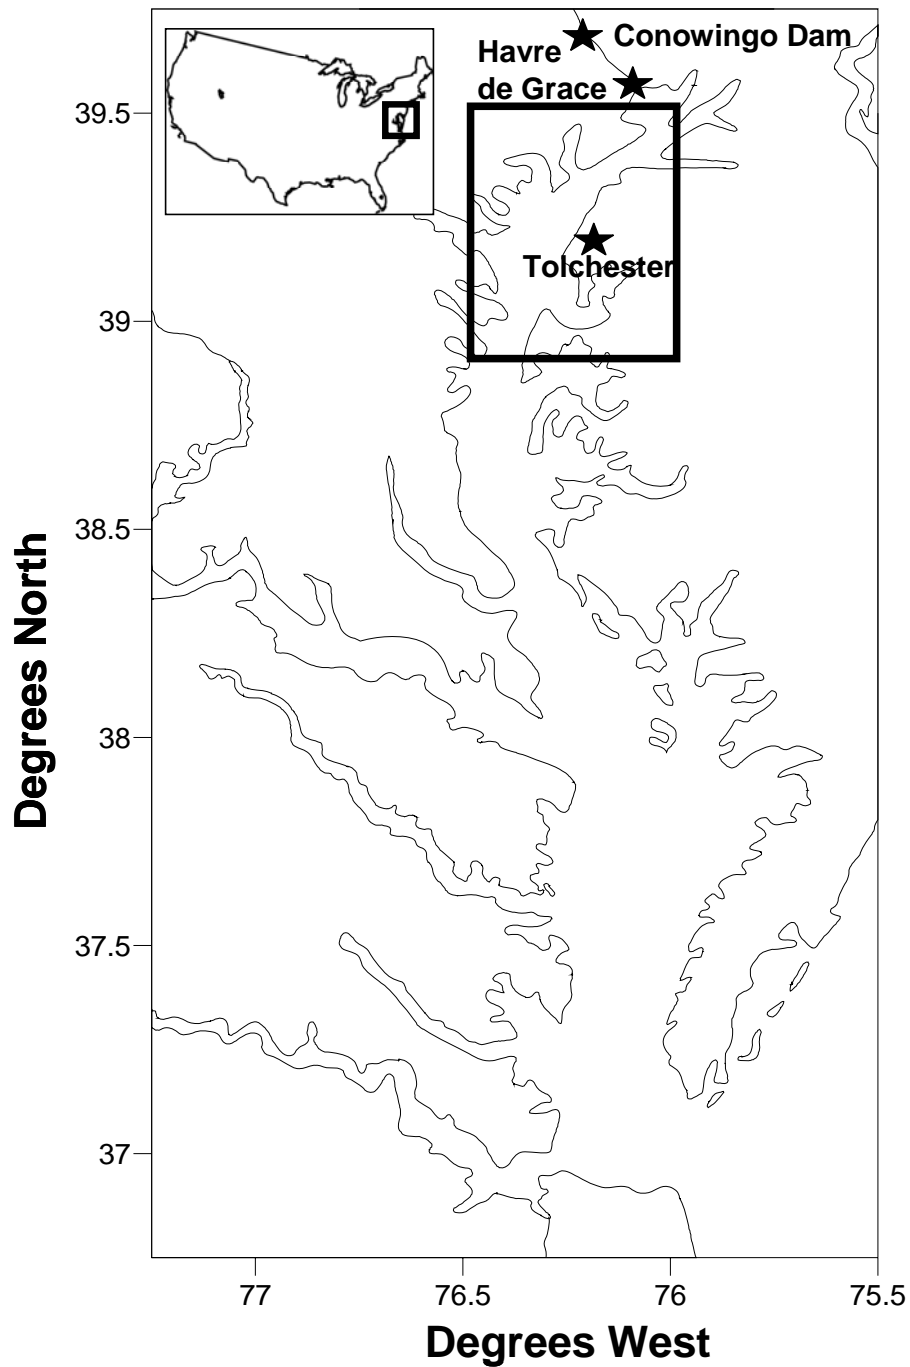 Conowingo Dam
Havre
de Grace
Tolchester
39.5
39
38.5
38
37.5
37
Degrees North
77
76.5
76
75.5
Degrees West